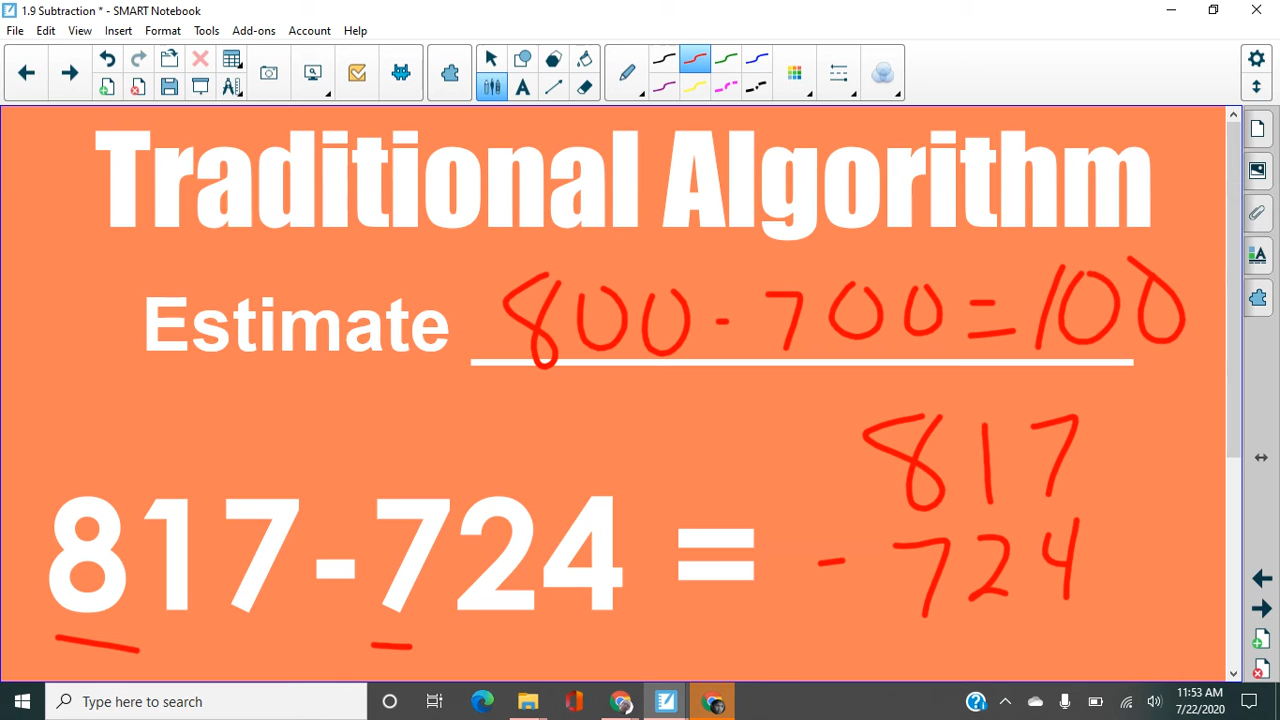 1.9 Subtraction * - SMART Notebook
File Edit View Insert Format Tools Add-ons Account Help
Traditional Algorithm
Estimate 800 - 700 = 100
817
817-724 =
- 724
Type here to search
11:53 AM
7/22/2020